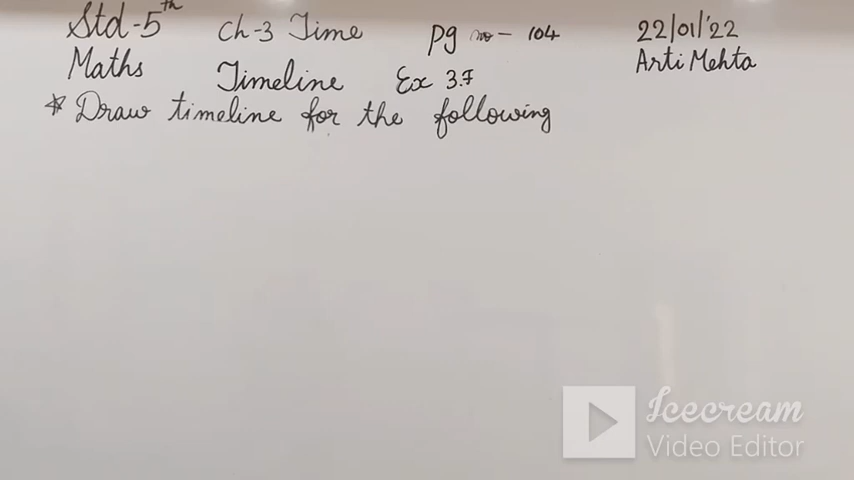 Std-5th Ch-3 Time pg no- 104 22/01/'22
Maths Timeline Ex 3.7 Arti Mehta
* Draw timeline for the following
Icecream
Video Editor